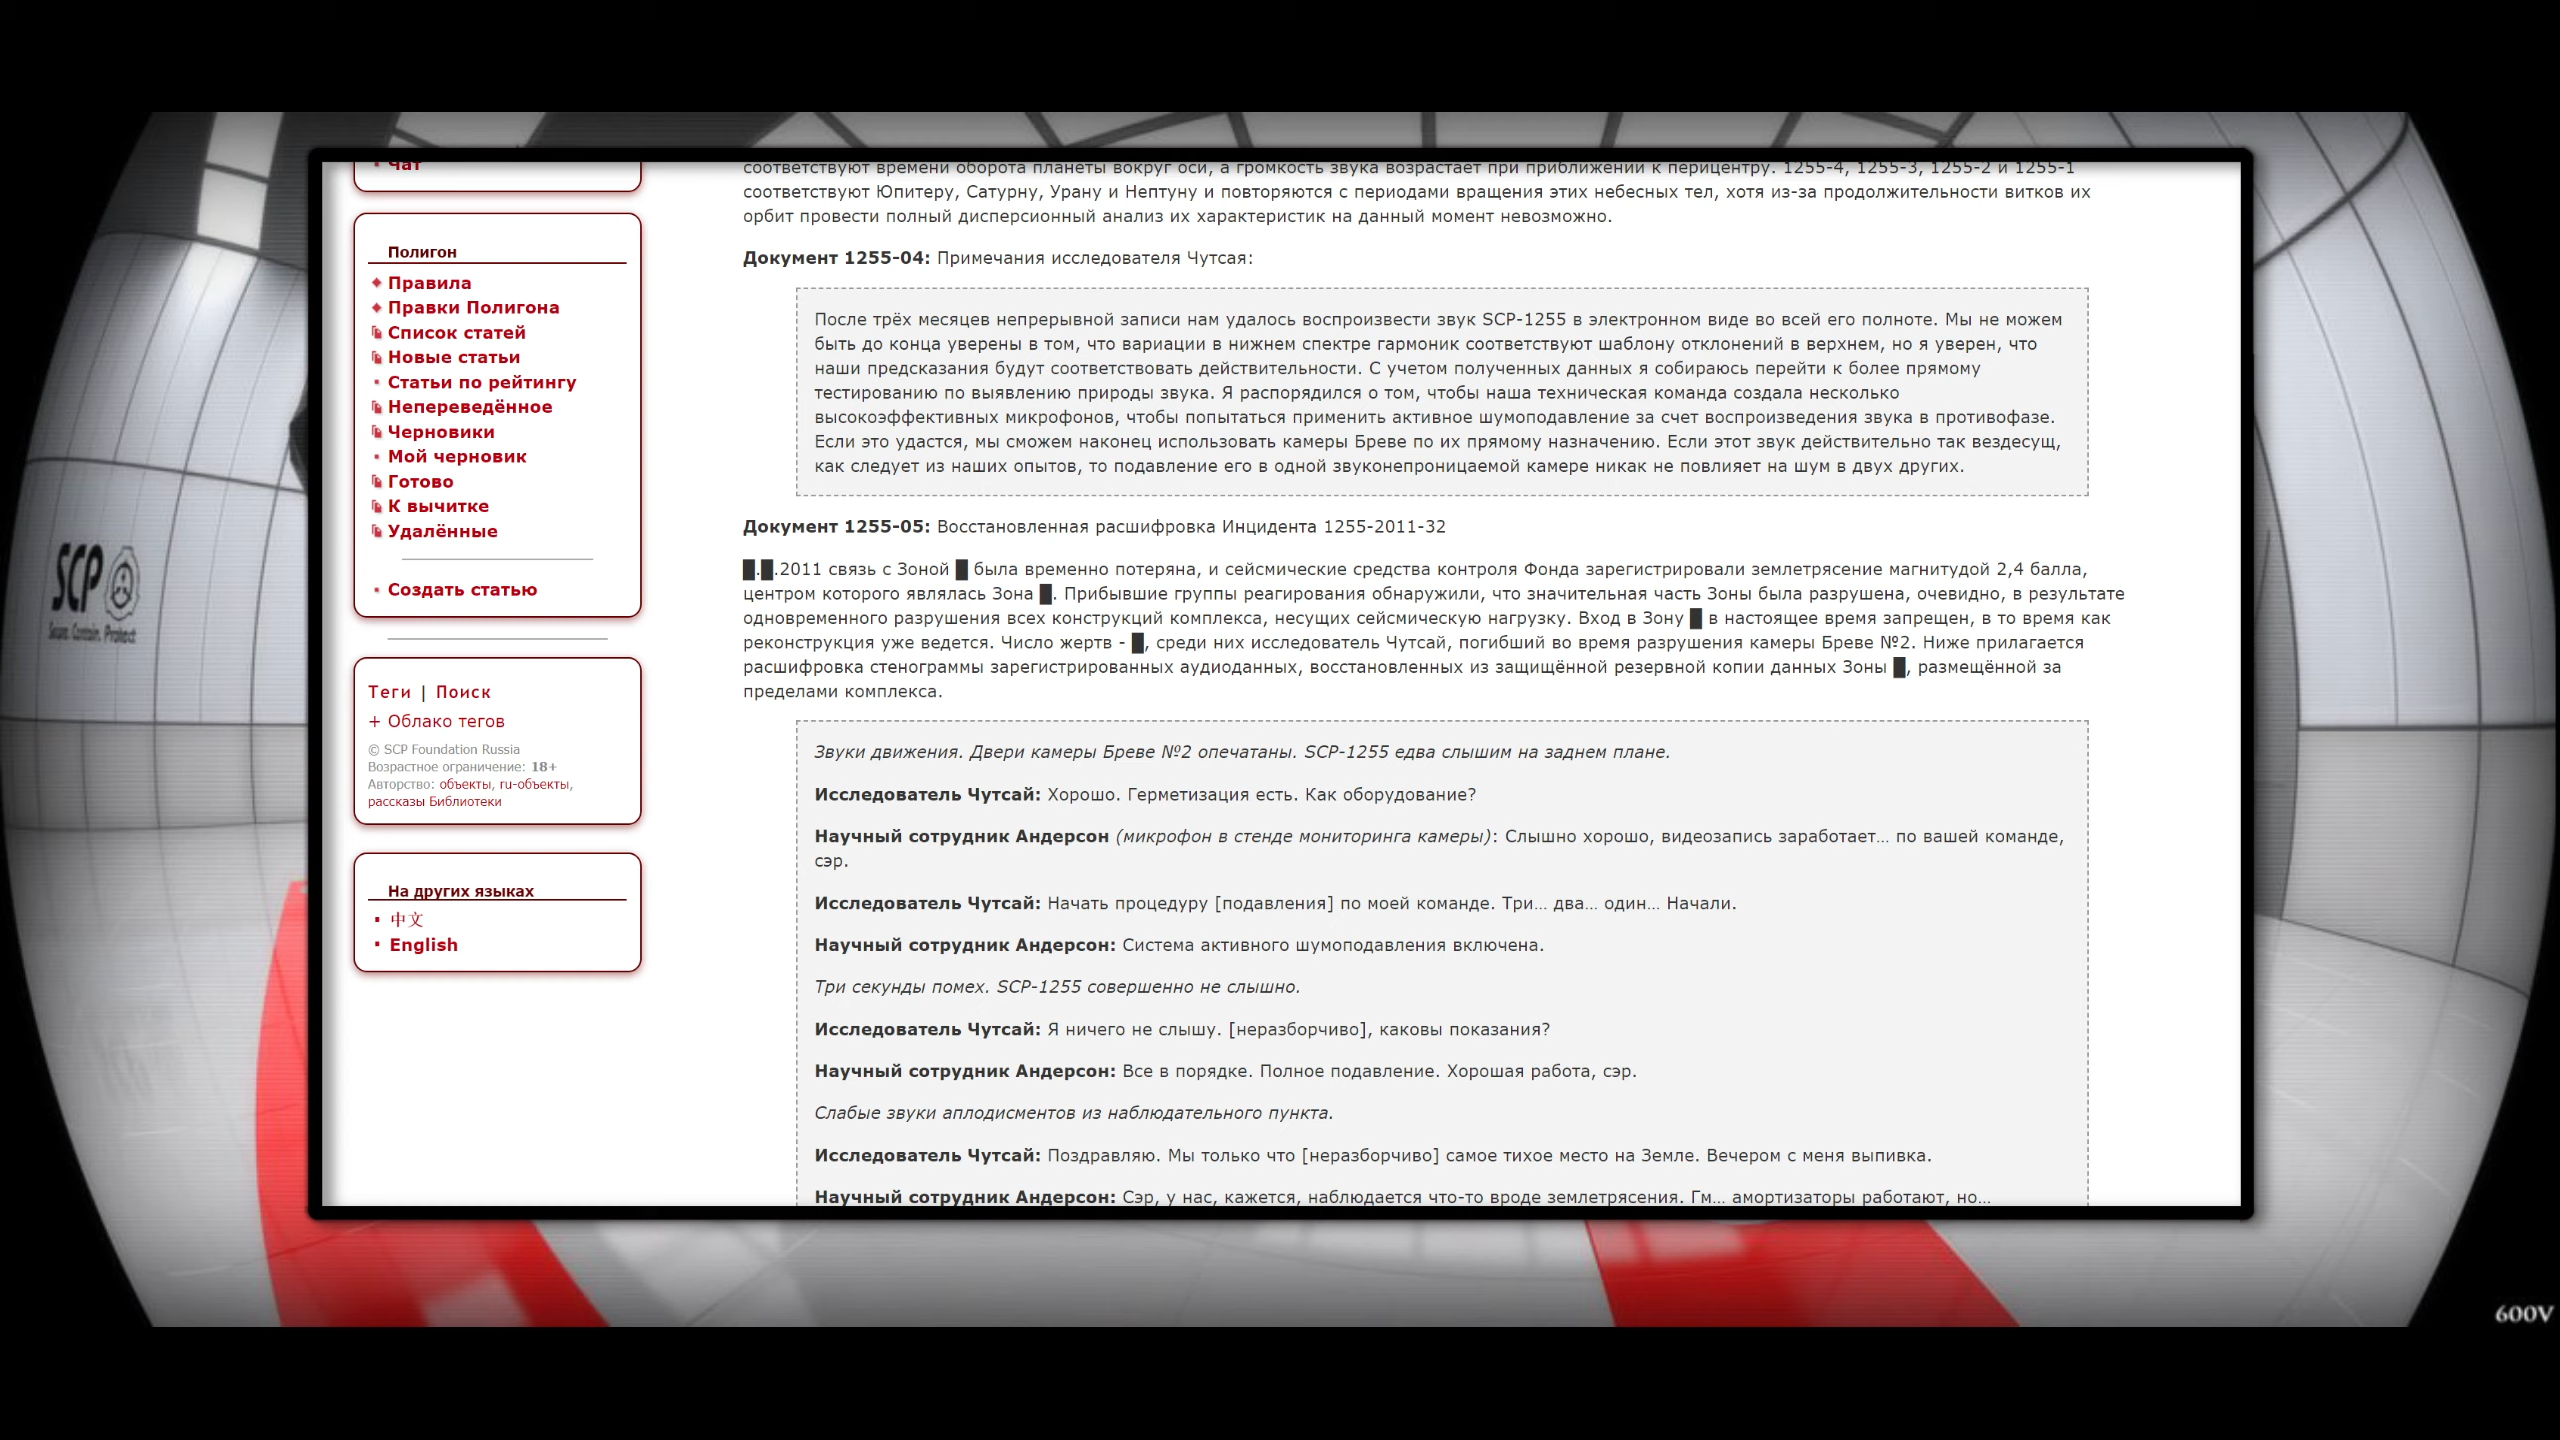 Чат
Полигон
Правила
Правки Полигона
Список статей
Новые статьи
Статьи по рейтингу
Непереведённое
Черновики
Мой черновик
Готово
К вычитке
Удалённые
Создать статью
Теги | Поиск
+ Облако тегов
© SCP Foundation Russia
Возрастное ограничение: 18+
Авторство: объекты, ru-объекты,
рассказы Библиотеки
На других языках
中文
English
соответствуют времени оборота планеты вокруг оси, а громкость звука возрастает при приближении к перицентру. 1255-4, 1255-3, 1255-2 и 1255-1
соответствуют Юпитеру, Сатурну, Урану и Нептуну и повторяются с периодами вращения этих небесных тел, хотя из-за продолжительности витков их
орбит провести полный дисперсионный анализ их характеристик на данный момент невозможно.
Документ 1255-04: Примечания исследователя Чутсая:
После трёх месяцев непрерывной записи нам удалось воспроизвести звук SCP-1255 в электронном виде во всей его полноте. Мы не можем
быть до конца уверены в том, что вариации в нижнем спектре гармоник соответствуют шаблону отклонений в верхнем, но я уверен, что
наши предсказания будут соответствовать действительности. С учетом полученных данных я собираюсь перейти к более прямому
тестированию по выявлению природы звука. Я распорядился о том, чтобы наша техническая команда создала несколько
высокоэффективных микрофонов, чтобы попытаться применить активное шумоподавление за счет воспроизведения звука в противофазе.
Если это удастся, мы сможем наконец использовать камеры Бреве по их прямому назначению. Если этот звук действительно так вездесущ,
как следует из наших опытов, то подавление его в одной звуконепроницаемой камере никак не повлияет на шум в двух других.
Документ 1255-05: Восстановленная расшифровка Инцидента 1255-2011-32
█.█.2011 связь с Зоной █ была временно потеряна, и сейсмические средства контроля Фонда зарегистрировали землетрясение магнитудой 2,4 балла,
центром которого являлась Зона █. Прибывшие группы реагирования обнаружили, что значительная часть Зоны была разрушена, очевидно, в результате
одновременного разрушения всех конструкций комплекса, несущих сейсмическую нагрузку. Вход в Зону █ в настоящее время запрещен, в то время как
реконструкция уже ведется. Число жертв - █, среди них исследователь Чутсай, погибший во время разрушения камеры Бреве №2. Ниже прилагается
расшифровка стенограммы зарегистрированных аудиоданных, восстановленных из защищённой резервной копии данных Зоны █, размещённой за
пределами комплекса.
Звуки движения. Двери камеры Бреве №2 опечатаны. SCP-1255 едва слышим на заднем плане.
Исследователь Чутсай: Хорошо. Герметизация есть. Как оборудование?
Научный сотрудник Андерсон (микрофон в стенде мониторинга камеры): Слышно хорошо, видеозапись заработает… по вашей команде,
сэр.
Исследователь Чутсай: Начать процедуру [подавления] по моей команде. Три… два… один… Начали.
Научный сотрудник Андерсон: Система активного шумоподавления включена.
Три секунды помех. SCP-1255 совершенно не слышно.
Исследователь Чутсай: Я ничего не слышу. [неразборчиво], каковы показания?
Научный сотрудник Андерсон: Все в порядке. Полное подавление. Хорошая работа, сэр.
Слабые звуки аплодисментов из наблюдательного пункта.
Исследователь Чутсай: Поздравляю. Мы только что [неразборчиво] самое тихое место на Земле. Вечером с меня выпивка.
Научный сотрудник Андерсон: Сэр, у нас, кажется, наблюдается что-то вроде землетрясения. Гм… амортизаторы работают, но…
SCP
Secure. Contain. Protect
600V